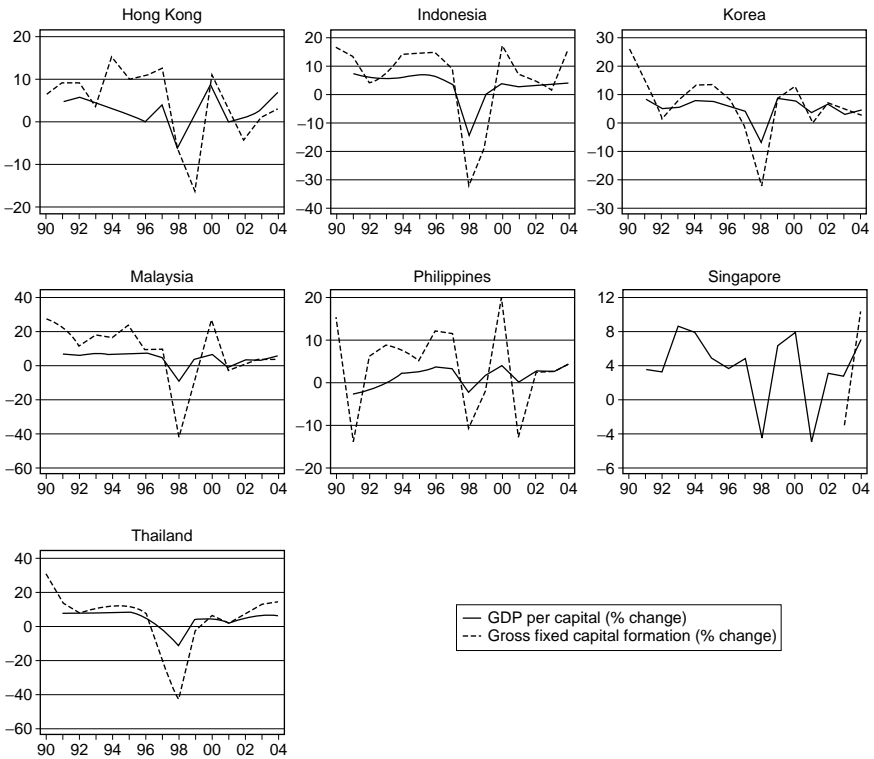 Hong Kong
20
10
0
–10
–20
90 92 94 96 98 00 02 04
Indonesia
20
10
0
–10
–20
–30
–40
90 92 94 96 98 00 02 04
Korea
30
20
10
0
–10
–20
–30
90 92 94 96 98 00 02 04
Malaysia
40
20
0
–20
–40
–60
90 92 94 96 98 00 02 04
Philippines
20
10
0
–10
–20
90 92 94 96 98 00 02 04
Singapore
12
8
4
0
–4
–6
90 92 94 96 98 00 02 04
Thailand
40
20
0
–20
–40
–60
90 92 94 96 98 00 02 04
GDP per capital (% change)
Gross fixed capital formation (% change)